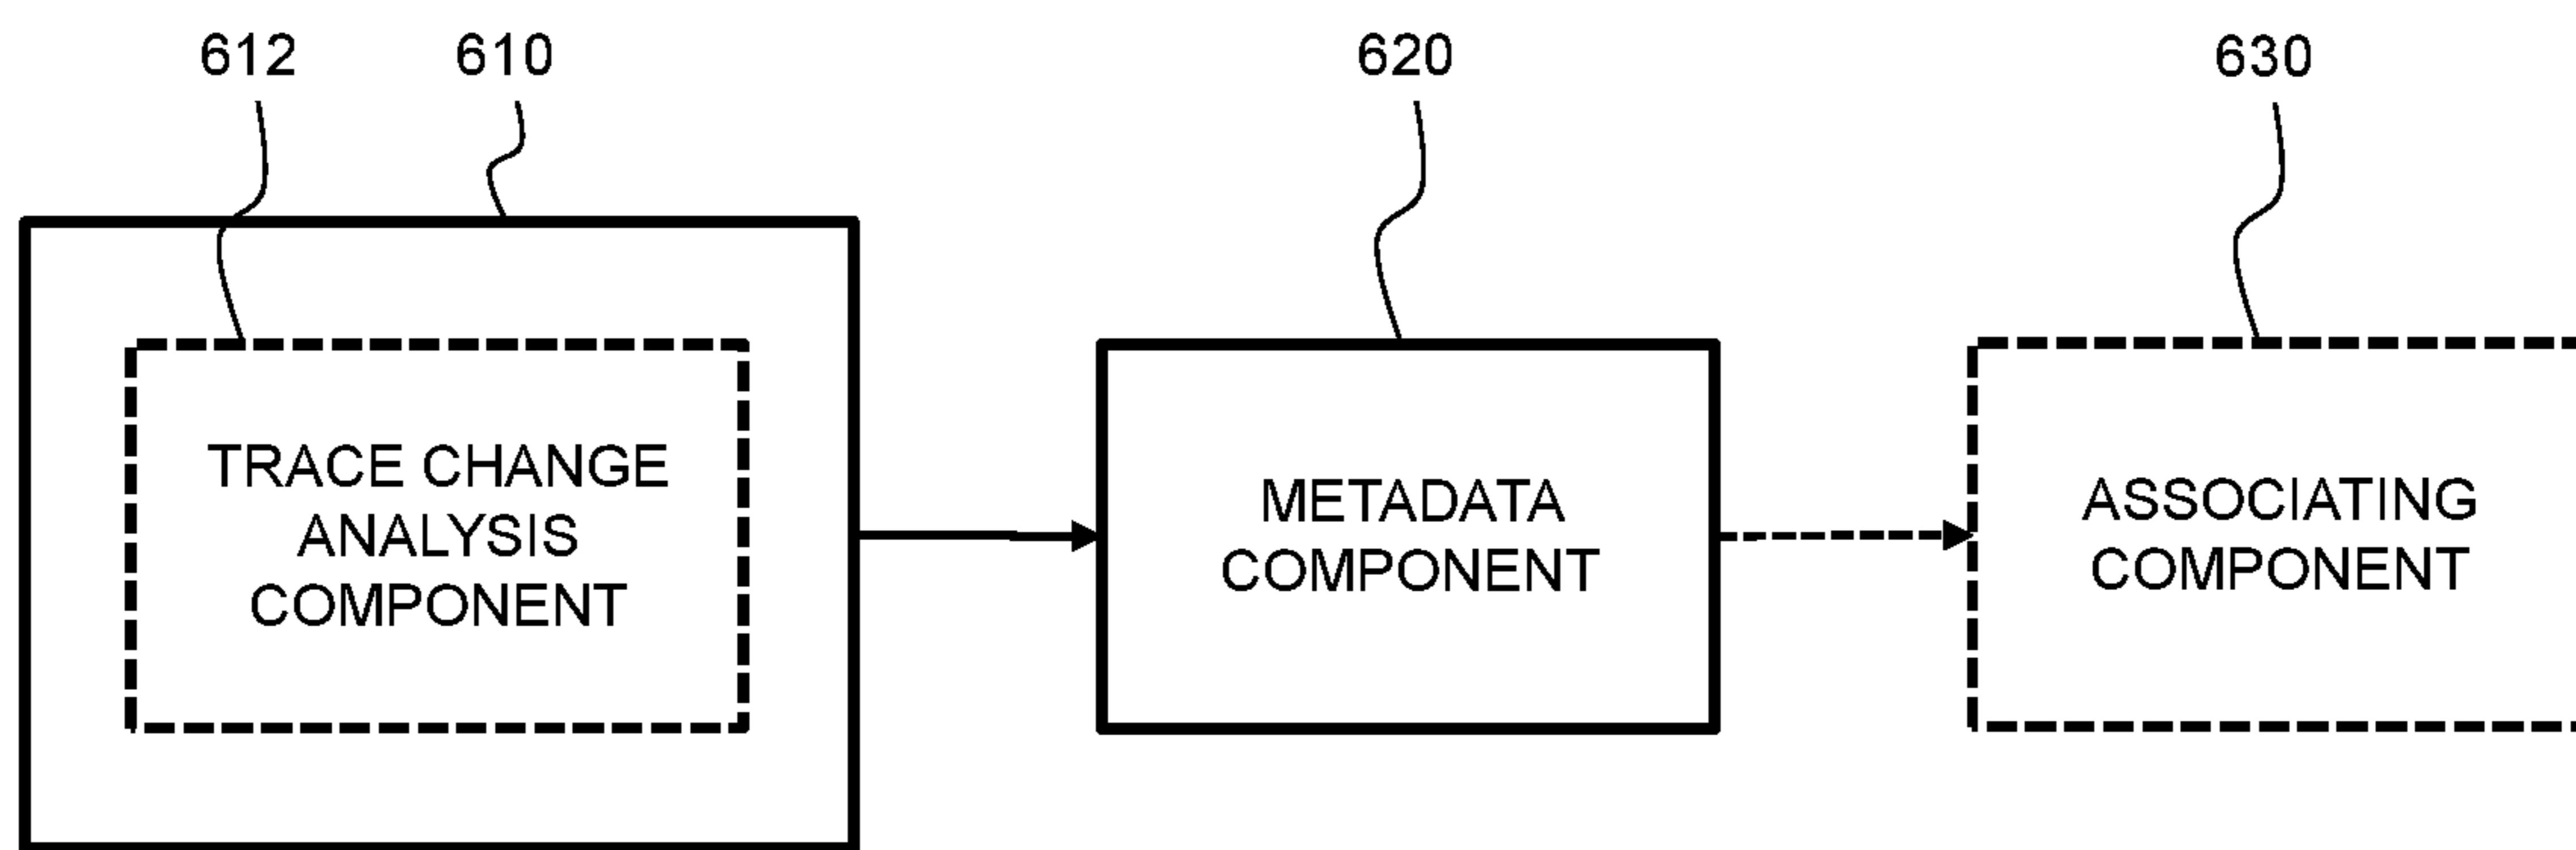 612 610 620 630
TRACE CHANGE
ANALYSIS
COMPONENT
METADATA
COMPONENT
ASSOCIATING
COMPONENT